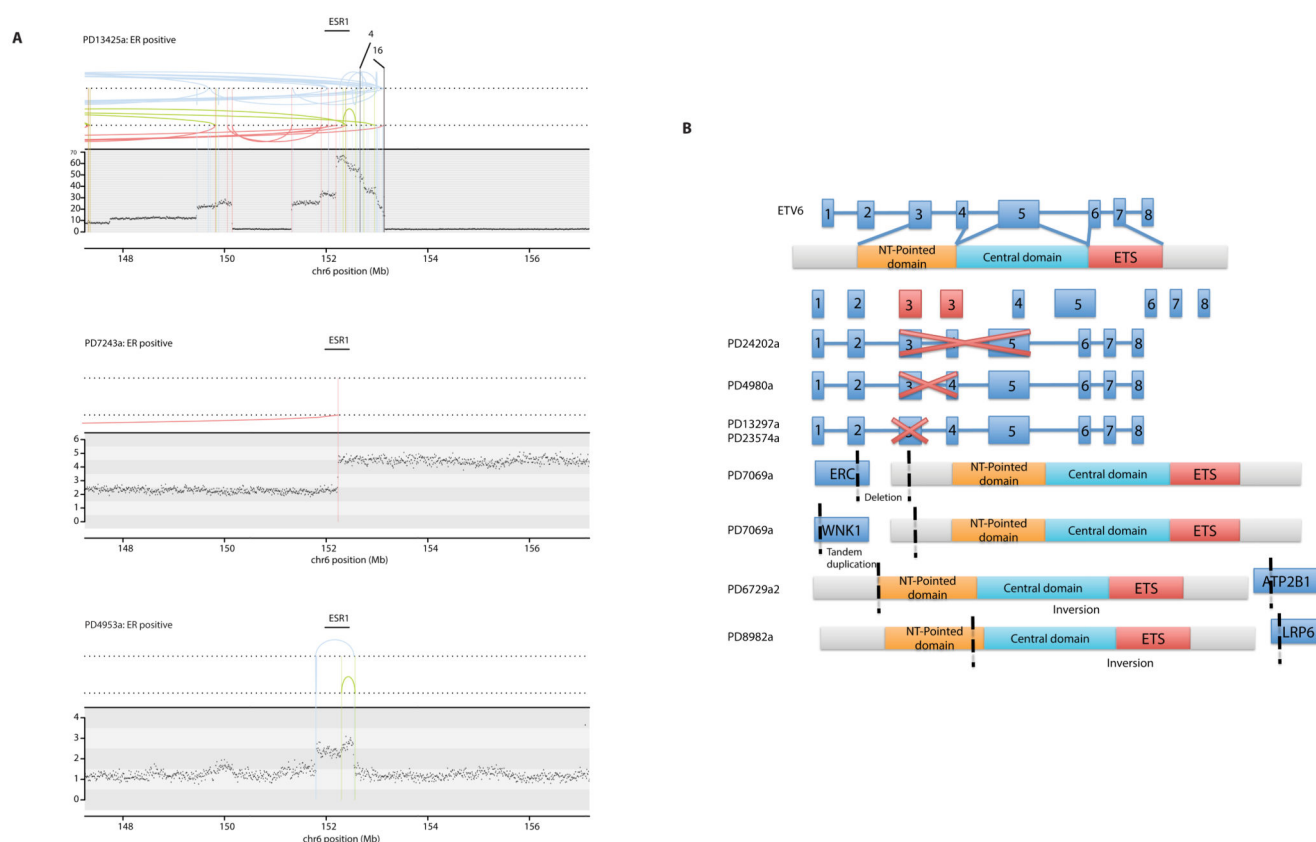 A
ESR1
4
PD13425a: ER positive
16
70
60
50
40
30
20
10
0
148 150 152 154 156
chr6 position (Mb)
ESR1
PD7243a: ER positive
6
5
4
3
2
1
0
148 150 152 154 156
chr6 position (Mb)
ESR1
PD4953a: ER positive
4
3
2
1
0
148 150 152 154 156
chr6 position (Mb)
B
ETV6 1 2 3 4 5 6 7 8
NT-Pointed domain Central domain ETS
1 2 3 3 4 5 6 7 8
PD24202a 1 2 3 5 6 7 8
PD4980a 1 2 3 4 5 6 7 8
PD13297a
PD23574a 1 2 4 5 6 7 8
PD7069a ERC NT-Pointed domain Central domain ETS
Deletion
PD7069a WNK1 NT-Pointed domain Central domain ETS
Tandem
duplication
PD6729a2 NT-Pointed domain Central domain ETS ATP2B1
Inversion
PD8982a NT-Pointed domain Central domain ETS LRP6
Inversion